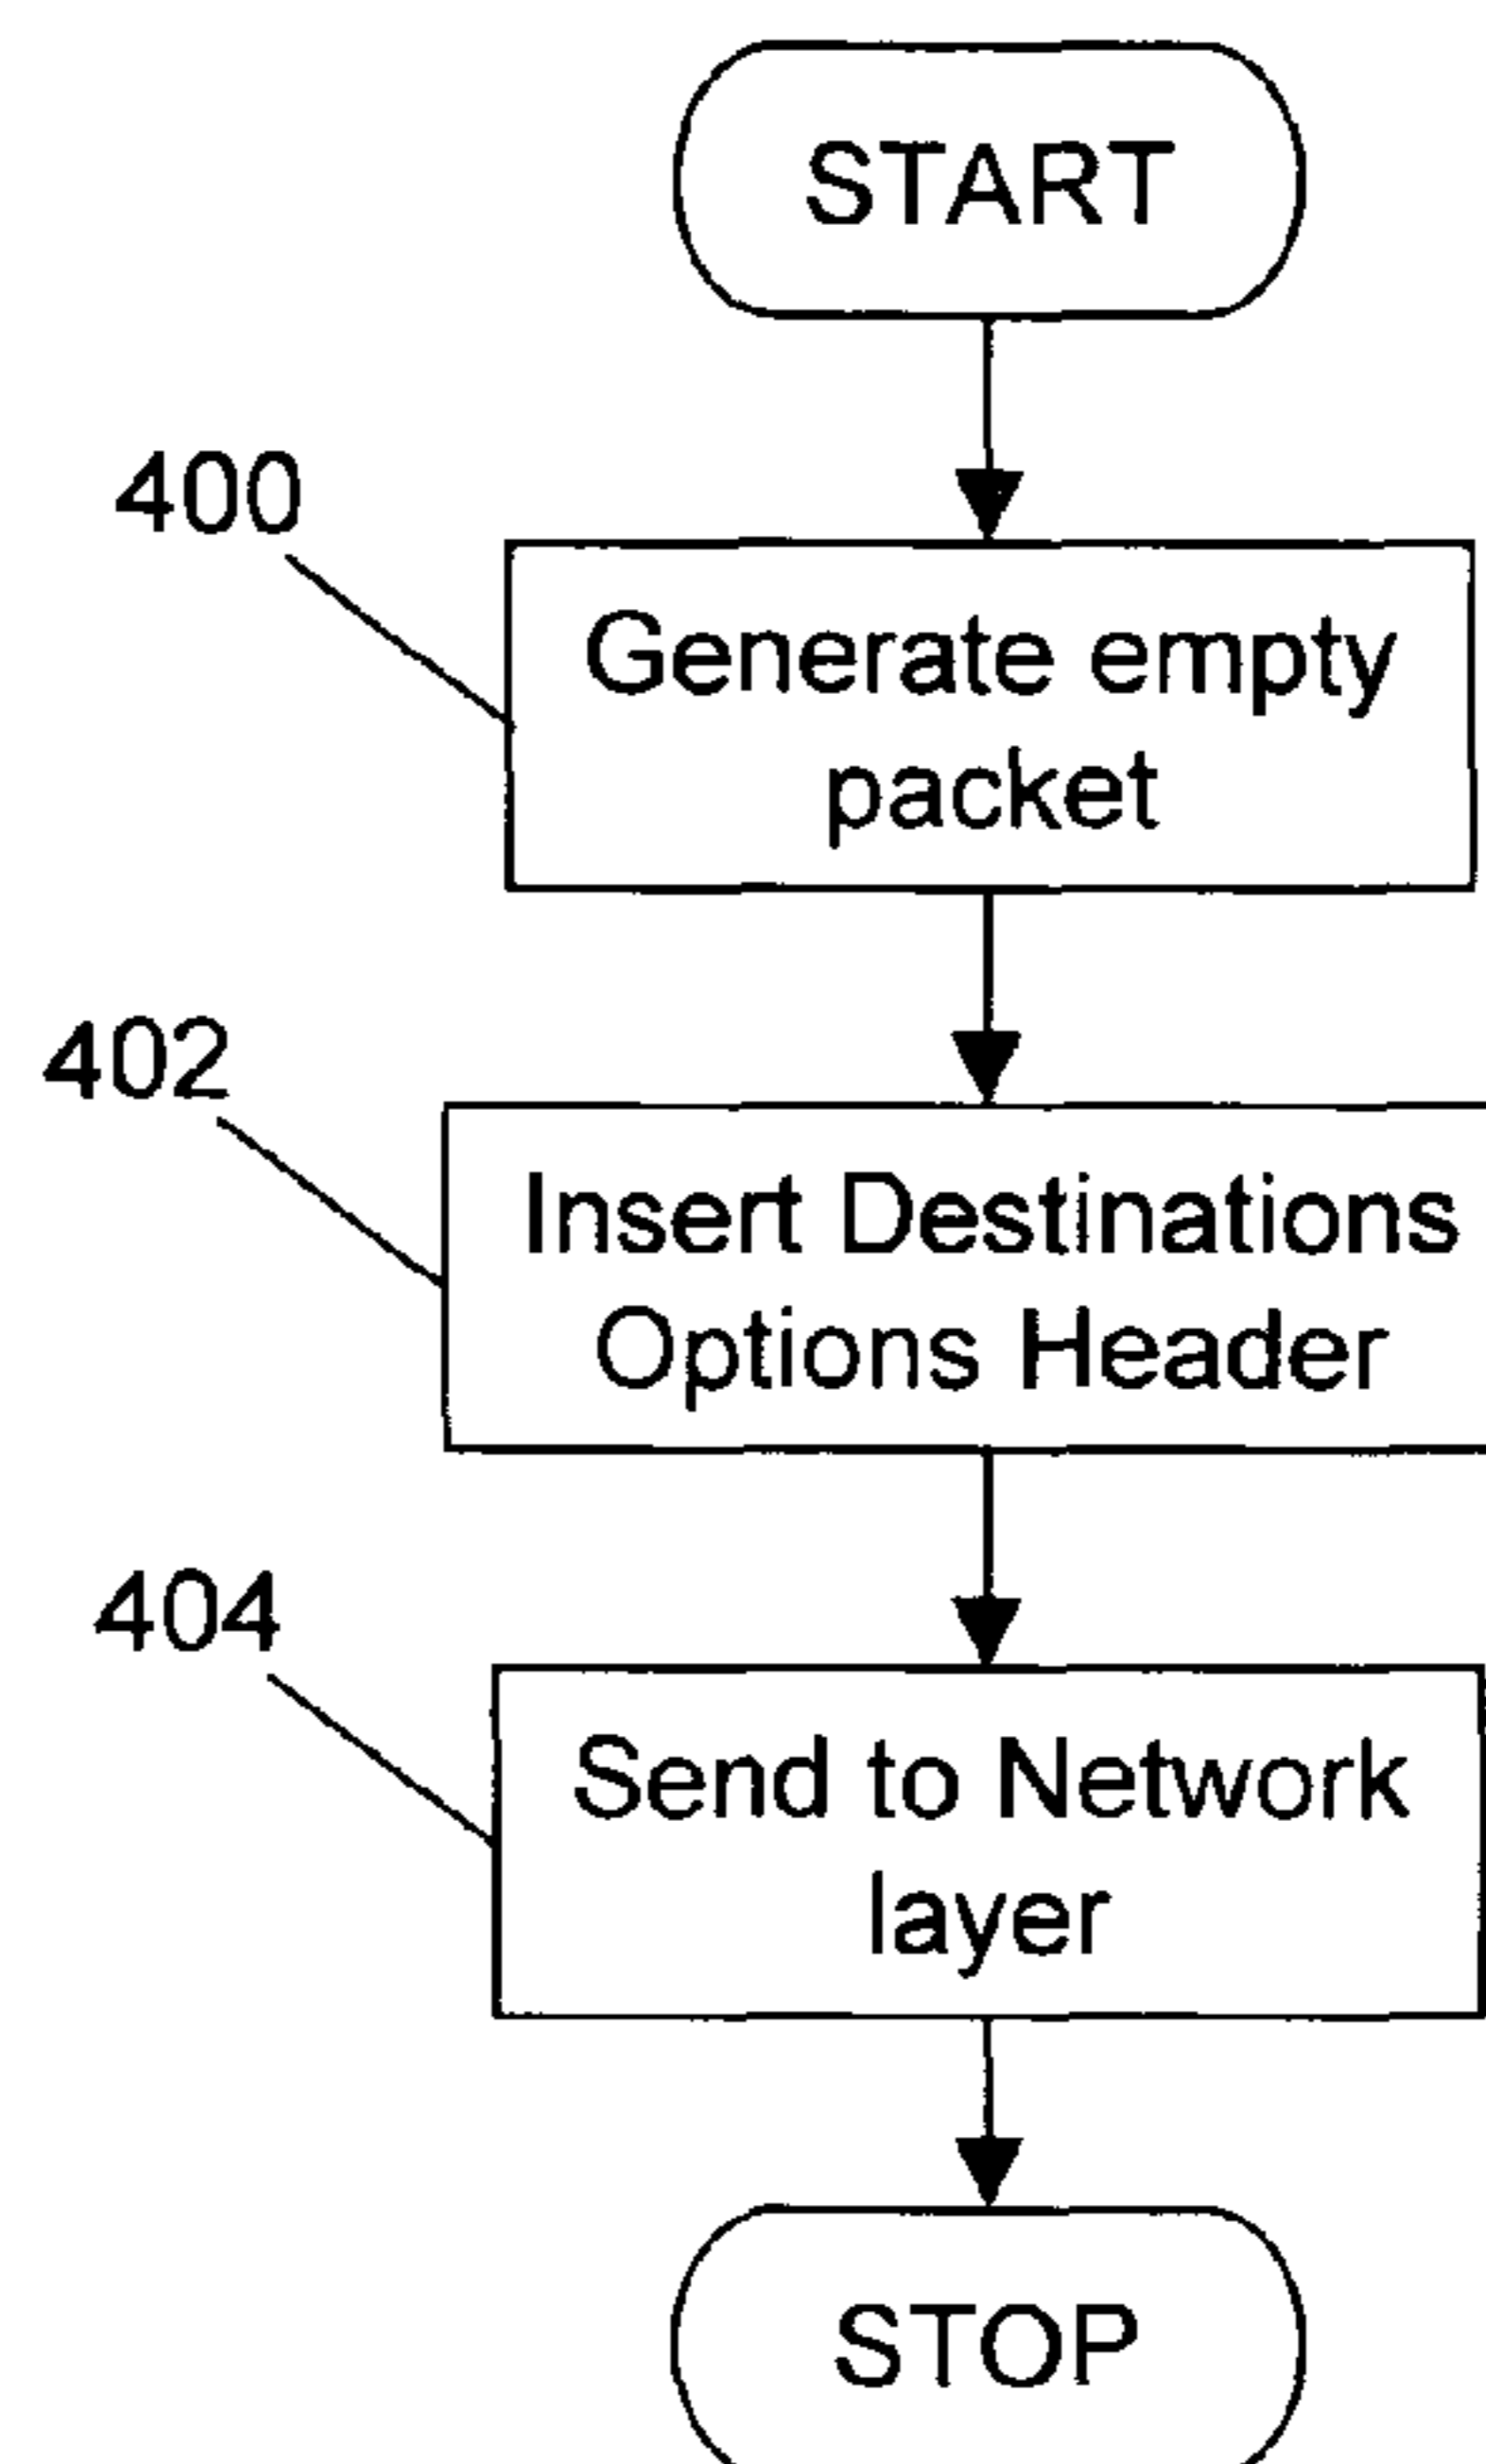 START
400
Generate empty
packet
402
Insert Destinations
Options Header
404
Send to Network
layer
STOP